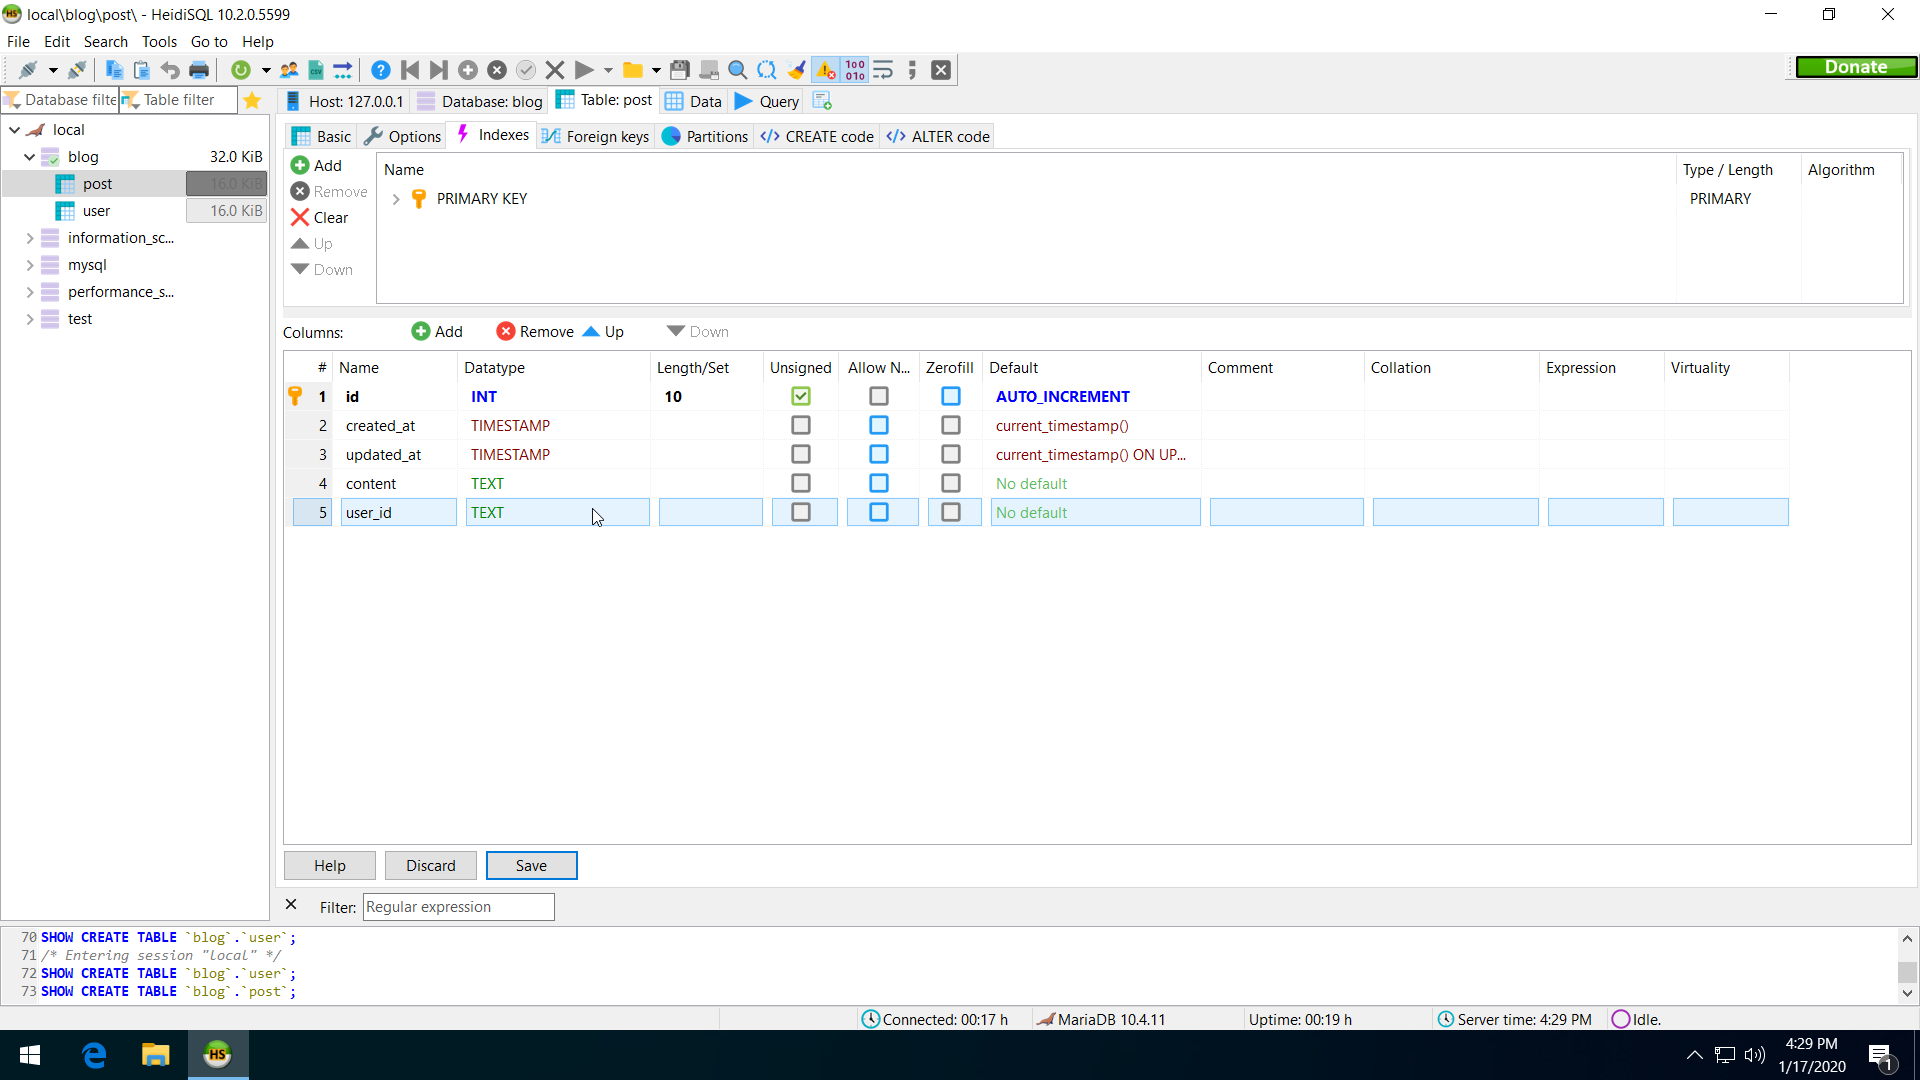 local\blog\post\ - HeidiSQL 10.2.0.5599
File Edit Search Tools Go to Help
Donate
Database filte Table filter Host: 127.0.0.1 Database: blog Table: post Data Query
local
blog 32.0 KiB
post 16.0 KiB
user 16.0 KiB
information_sc...
mysql
performance_s...
test
Basic Options Indexes Foreign keys Partitions CREATE code ALTER code
Add
Remove
Clear
Up
Down
Name Type / Length Algorithm
PRIMARY KEY PRIMARY
Columns: Add Remove Up Down
# Name Datatype Length/Set Unsigned Allow N... Zerofill Default Comment Collation Expression Virtuality
1 id INT 10 AUTO_INCREMENT
2 created_at TIMESTAMP current_timestamp()
3 updated_at TIMESTAMP current_timestamp() ON UP...
4 content TEXT No default
5 user_id TEXT No default
Help Discard Save
Filter: Regular expression
70 SHOW CREATE TABLE `blog`.`user`;
71 /* Entering session "local" */
72 SHOW CREATE TABLE `blog`.`user`;
73 SHOW CREATE TABLE `blog`.`post`;
Connected: 00:17 h MariaDB 10.4.11 Uptime: 00:19 h Server time: 4:29 PM Idle.
HS
4:29 PM
1/17/2020
1